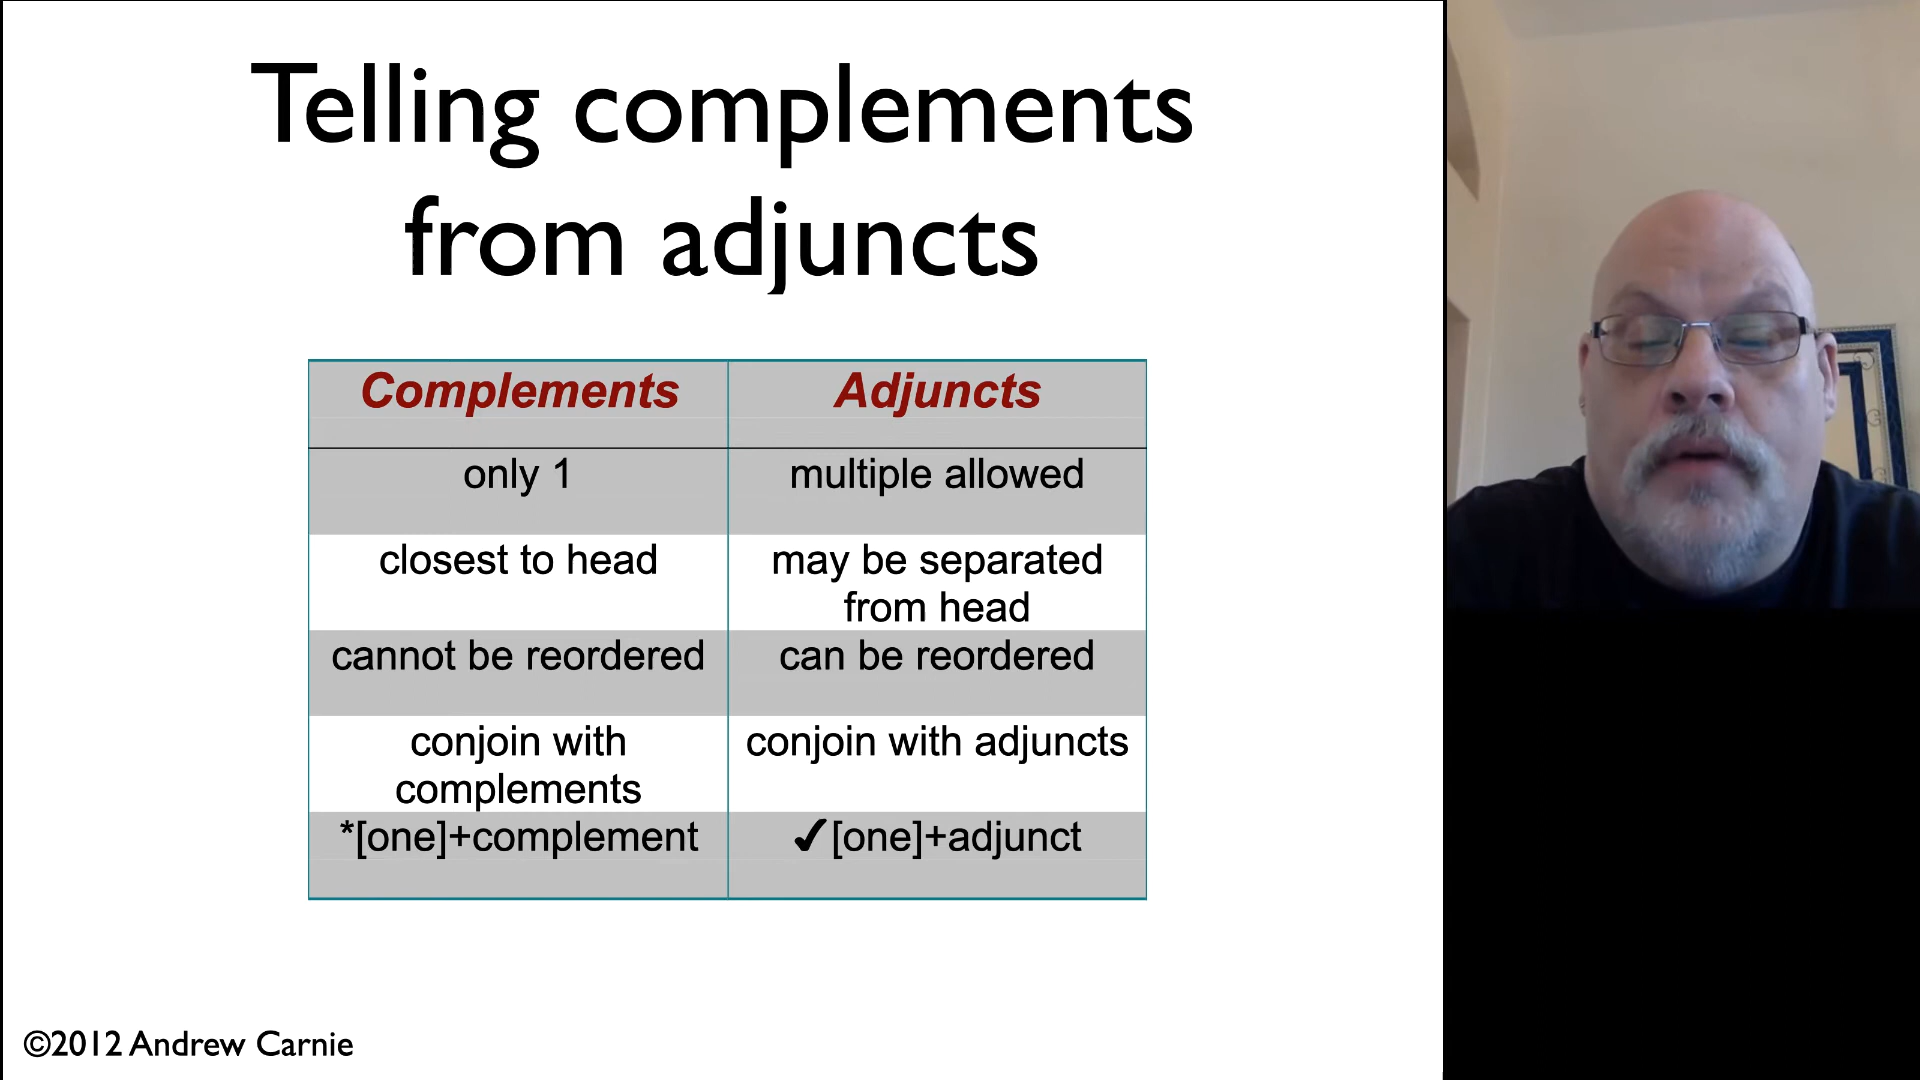 Telling complements
from adjuncts
Complements
Adjuncts
only 1
multiple allowed
closest to head
may be separated
from head
cannot be reordered
can be reordered
conjoin with
complements
conjoin with adjuncts
*[one]+complement
✓[one]+adjunct
©2012 Andrew Carnie